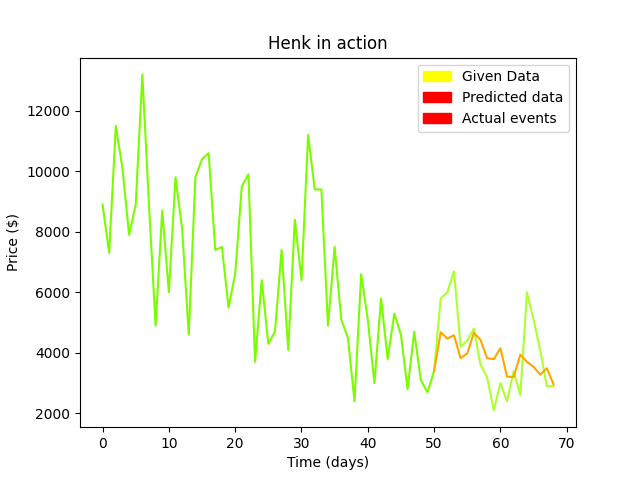 Henk in action
Given Data
Predicted data
Actual events
Price ($)
12000
10000
8000
6000
4000
2000
0 10 20 30 40 50 60 70
Time (days)